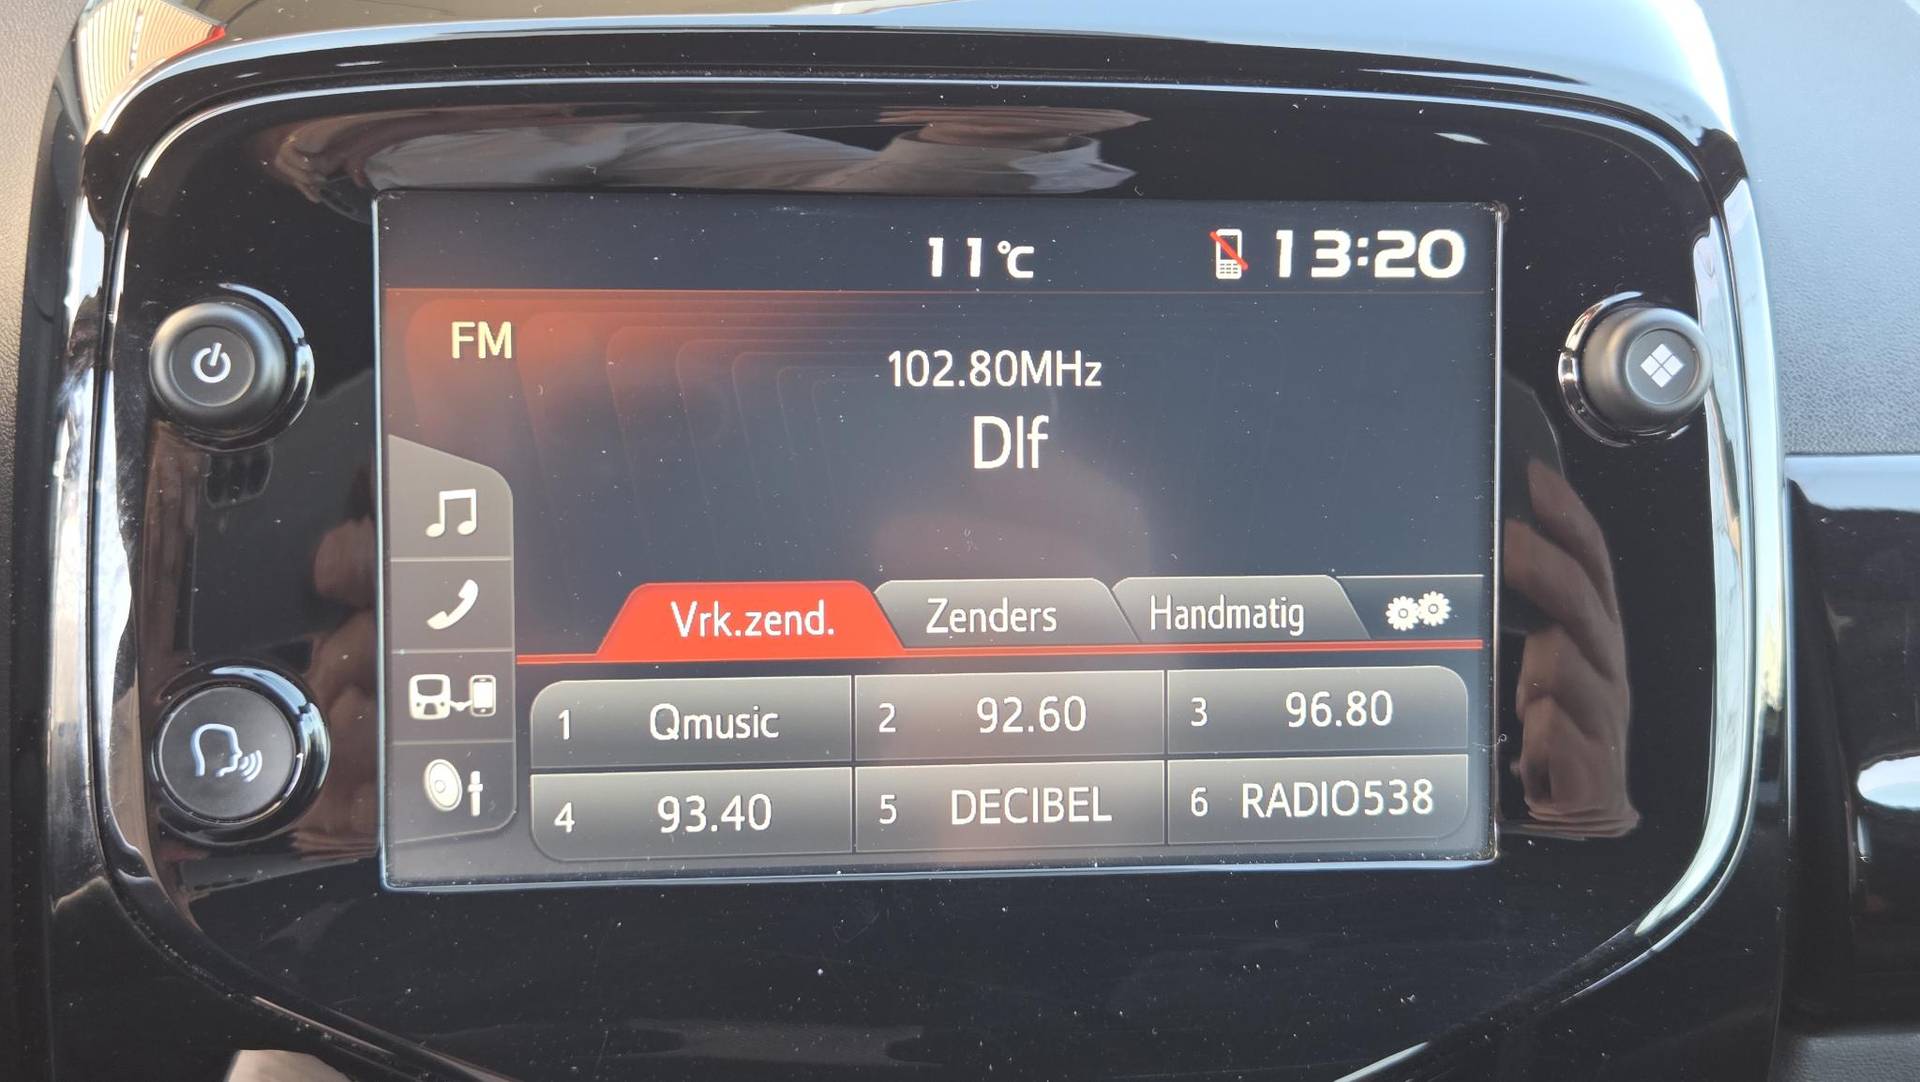 11°C 13:20
FM
102.80MHz
Dlf
Vrk.zend. Zenders Handmatig
1 Qmusic 2 92.60 3 96.80
4 93.40 5 DECIBEL 6 RADIO538